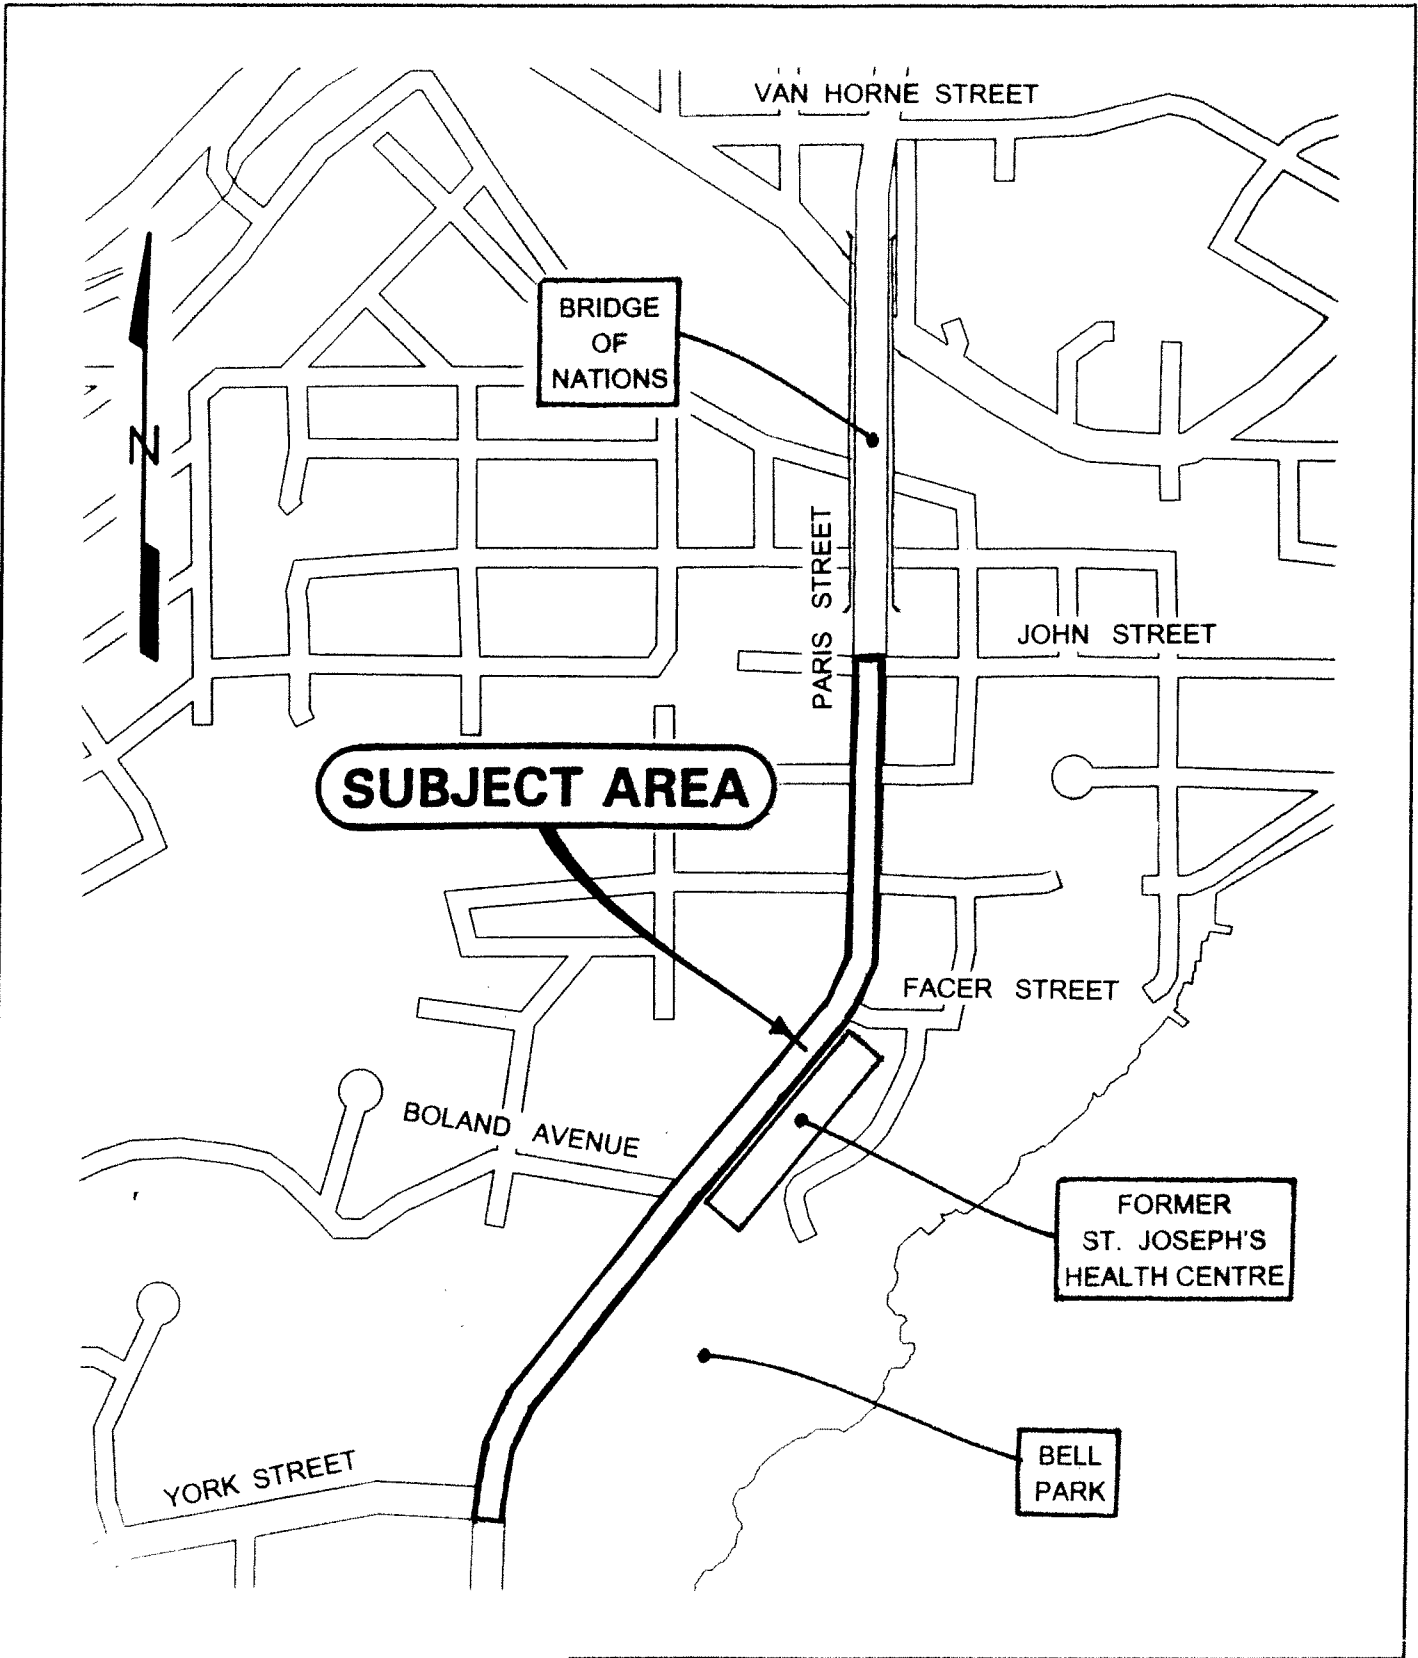 VAN HORNE STREET
BRIDGE
OF
NATIONS
N
PARIS STREET
JOHN STREET
SUBJECT AREA
FACER STREET
BOLAND AVENUE
FORMER
ST. JOSEPH'S
HEALTH CENTRE
BELL
PARK
YORK STREET